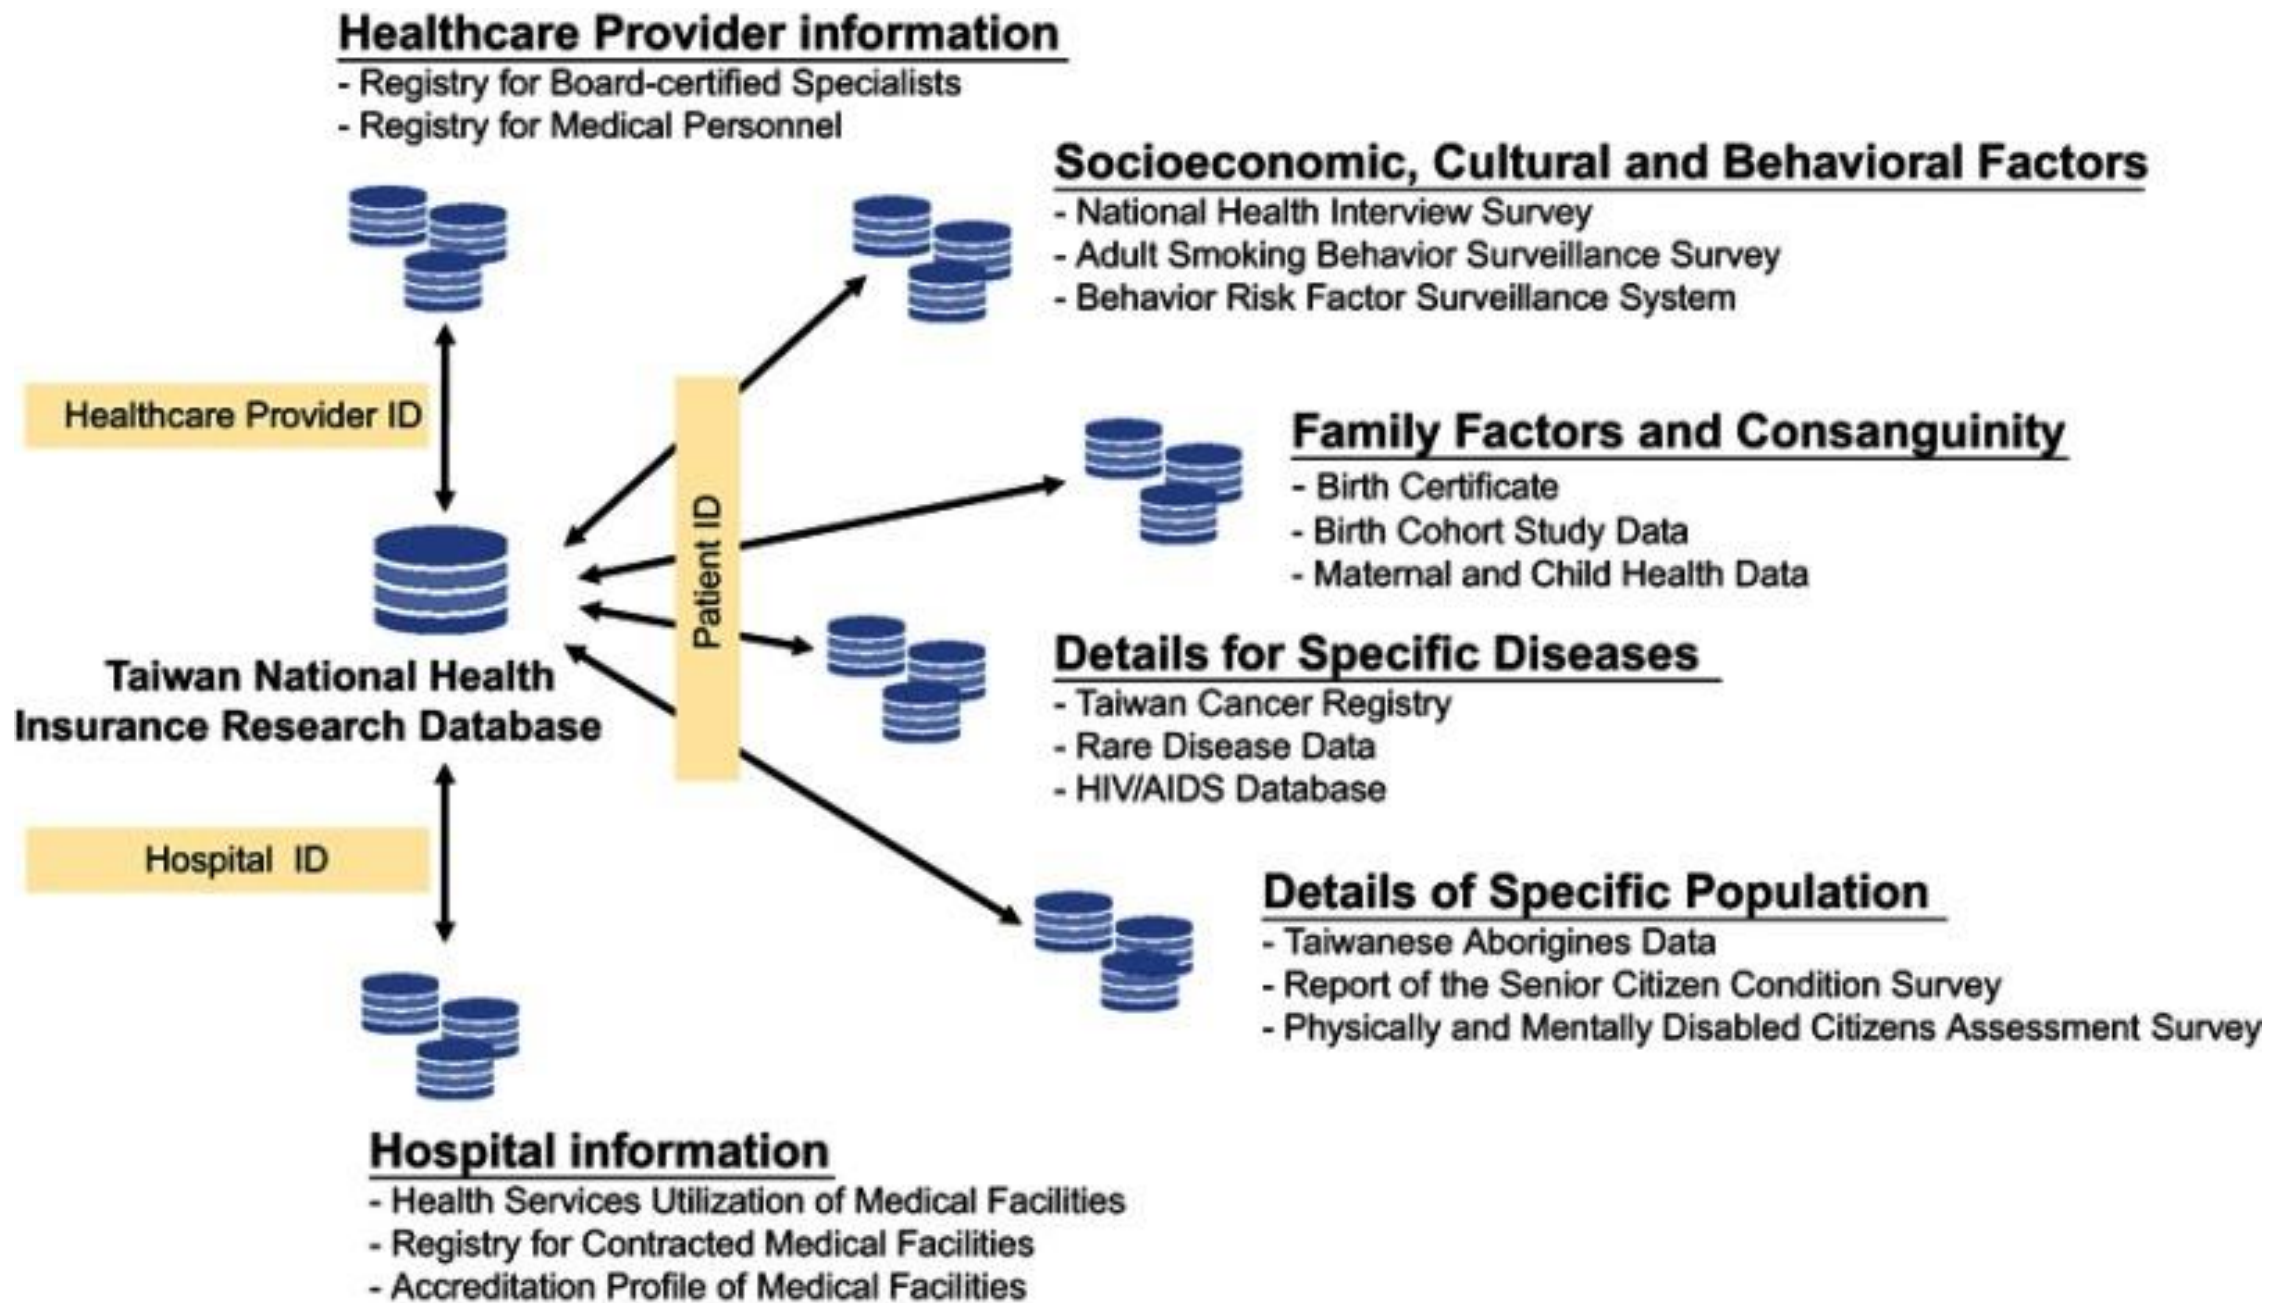 Healthcare Provider information
- Registry for Board-certified Specialists
- Registry for Medical Personnel
Socioeconomic, Cultural and Behavioral Factors
- National Health Interview Survey
- Adult Smoking Behavior Surveillance Survey
- Behavior Risk Factor Surveillance System
Healthcare Provider ID
Patient ID
Family Factors and Consanguinity
- Birth Certificate
- Birth Cohort Study Data
- Maternal and Child Health Data
Taiwan National Health
Insurance Research Database
Details for Specific Diseases
- Taiwan Cancer Registry
- Rare Disease Data
- HIV/AIDS Database
Hospital ID
Details of Specific Population
- Taiwanese Aborigines Data
- Report of the Senior Citizen Condition Survey
- Physically and Mentally Disabled Citizens Assessment Survey
Hospital information
- Health Services Utilization of Medical Facilities
- Registry for Contracted Medical Facilities
- Accreditation Profile of Medical Facilities